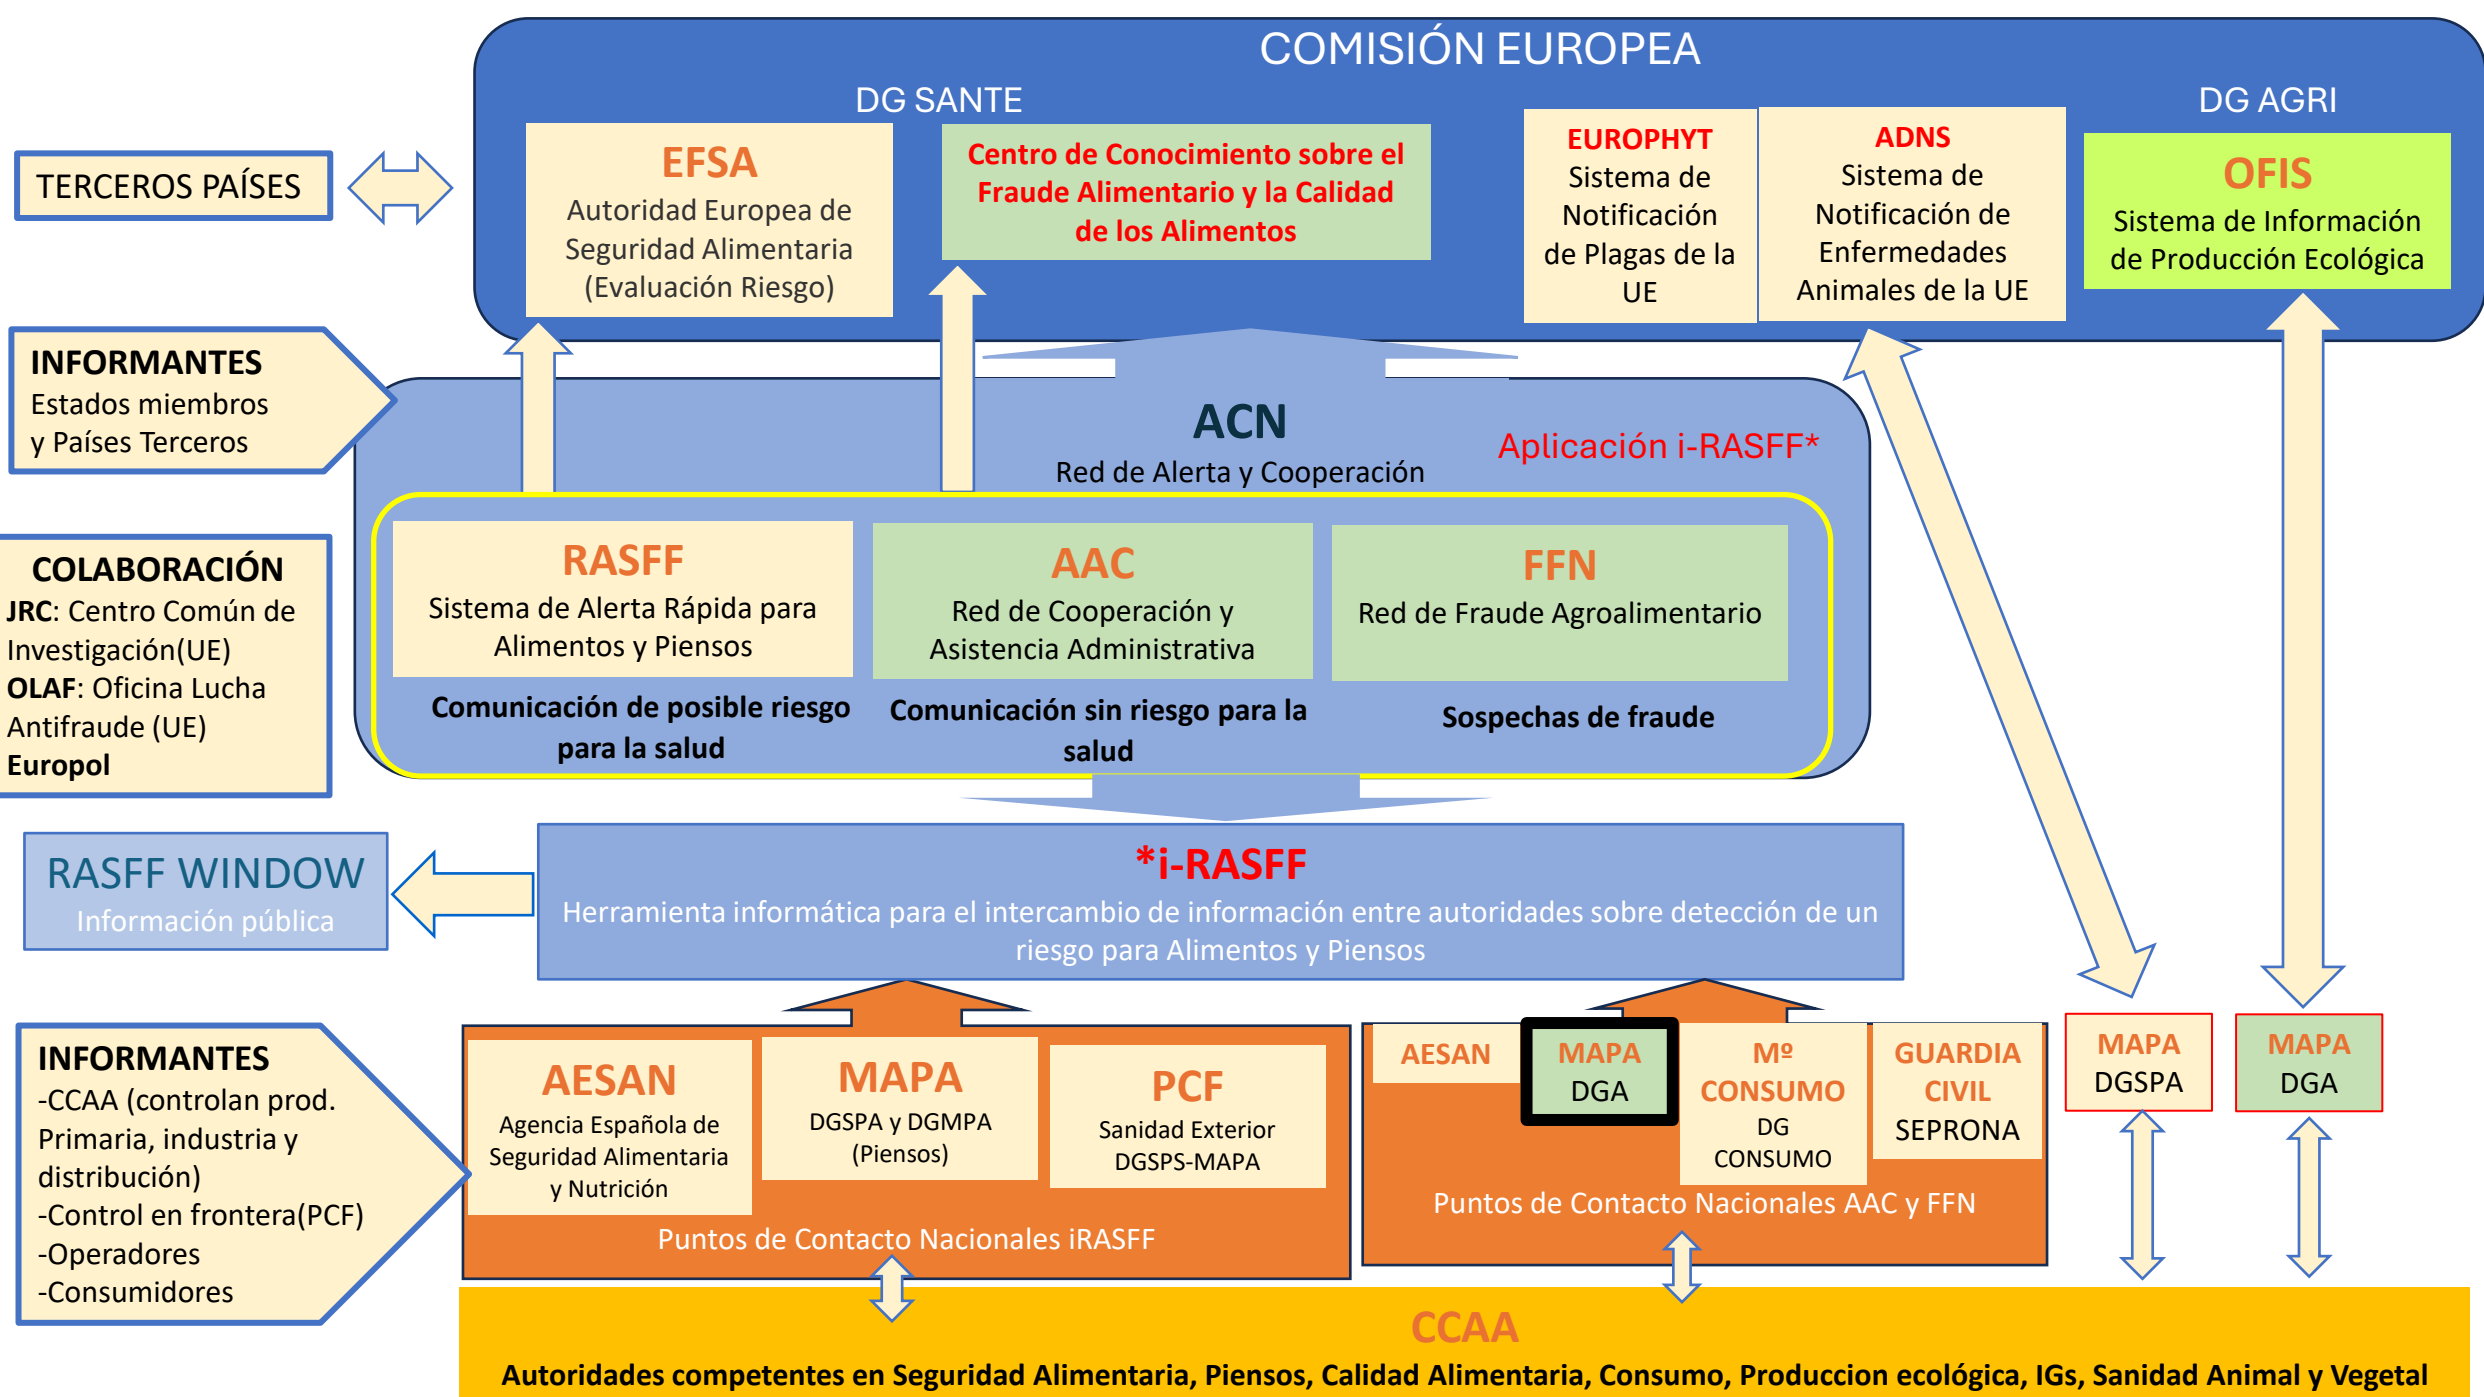 COMISIÓN EUROPEA
DG SANTE
DG AGRI
TERCEROS PAÍSES
EFSA
Autoridad Europea de
Seguridad Alimentaria
(Evaluación Riesgo)
Centro de Conocimiento sobre el
Fraude Alimentario y la Calidad
de los Alimentos
EUROPHYT
Sistema de
Notificación
de Plagas de la
UE
ADNS
Sistema de
Notificación de
Enfermedades
Animales de la UE
OFIS
Sistema de Información
de Producción Ecológica
INFORMANTES
Estados miembros
y Países Terceros
ACN
Red de Alerta y Cooperación
Aplicación i-RASFF*
COLABORACIÓN
JRC: Centro Común de
Investigación(UE)
OLAF: Oficina Lucha
Antifraude (UE)
Europol
RASFF
Sistema de Alerta Rápida para
Alimentos y Piensos
Comunicación de posible riesgo
para la salud
AAC
Red de Cooperación y
Asistencia Administrativa
Comunicación sin riesgo para la
salud
FFN
Red de Fraude Agroalimentario
Sospechas de fraude
RASFF WINDOW
Información pública
*i-RASFF
Herramienta informática para el intercambio de información entre autoridades sobre detección de un
riesgo para Alimentos y Piensos
INFORMANTES
-CCAA (controlan prod.
Primaria, industria y
distribución)
-Control en frontera(PCF)
-Operadores
-Consumidores
AESAN
Agencia Española de
Seguridad Alimentaria
y Nutrición
MAPA
DGSPA y DGMPA
(Piensos)
PCF
Sanidad Exterior
DGSPS-MAPA
Puntos de Contacto Nacionales iRASFF
AESAN
MAPA
DGA
Mº
CONSUMO
DG
CONSUMO
GUARDIA
CIVIL
SEPRONA
Puntos de Contacto Nacionales AAC y FFN
MAPA
DGSPA
MAPA
DGA
CCAA
Autoridades competentes en Seguridad Alimentaria, Piensos, Calidad Alimentaria, Consumo, Produccion ecológica, IGs, Sanidad Animal y Vegetal